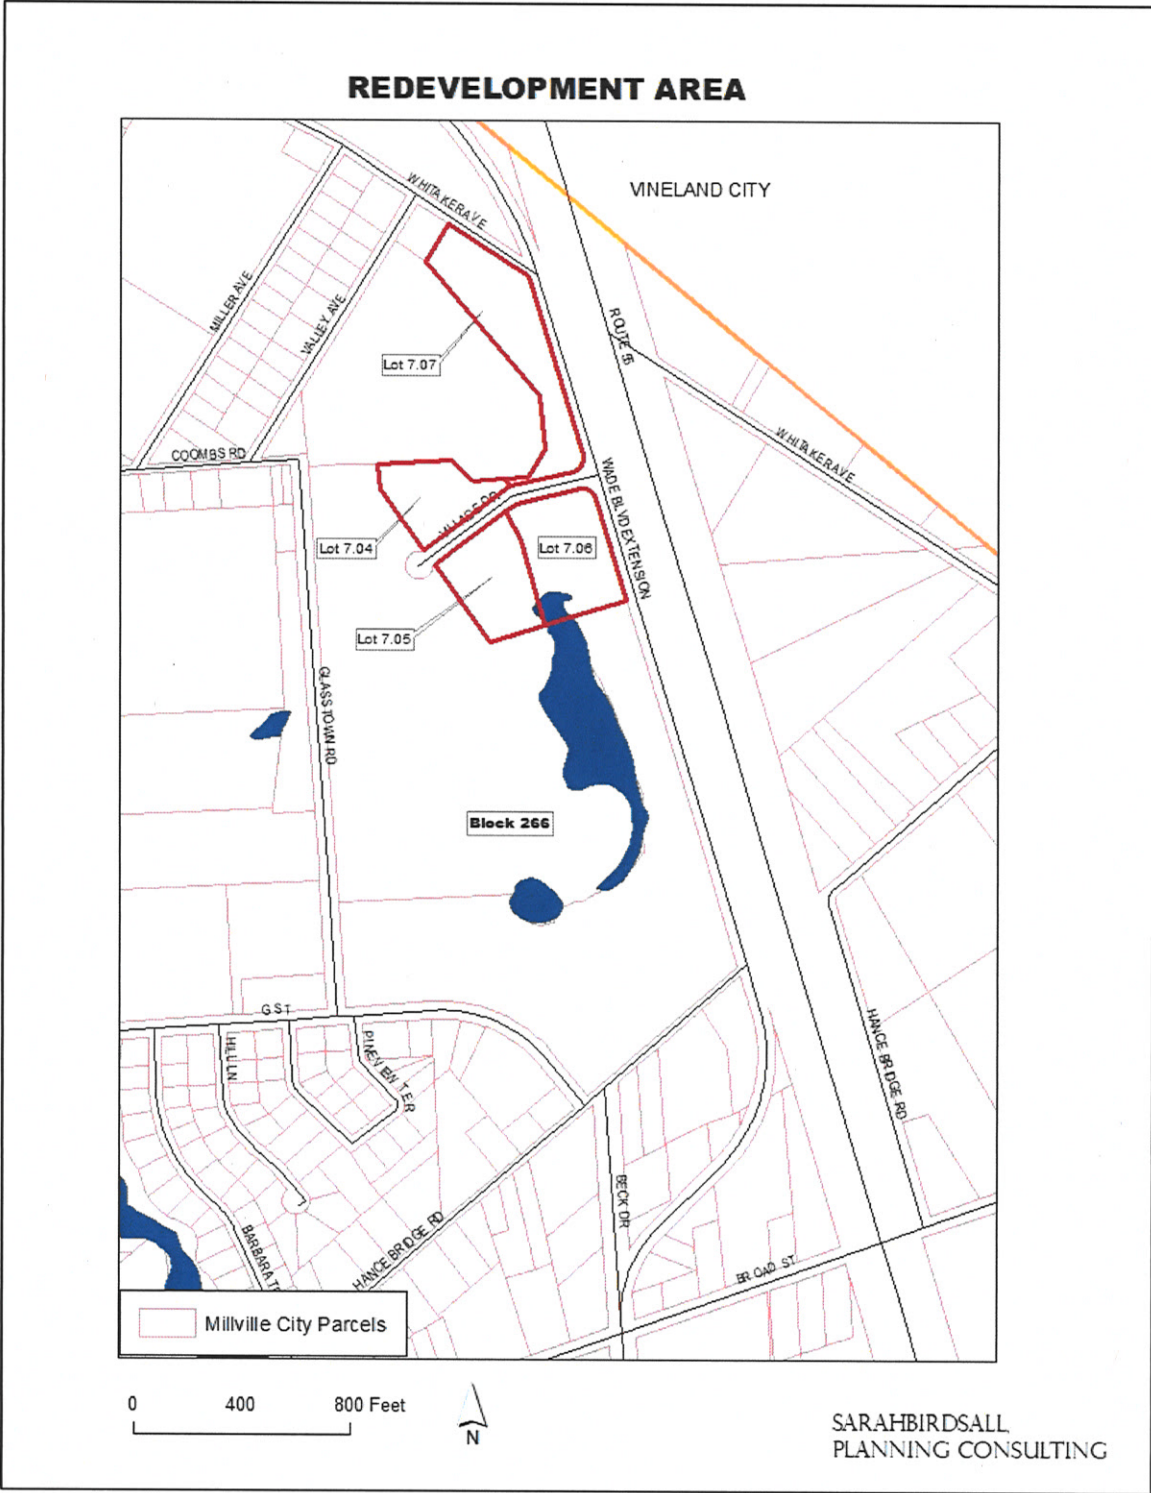 REDEVELOPMENT AREA
VINELAND CITY
WHITAKER AVE
MILLER AVE
VALLEY AVE
ROUTE 55
Lot 7.07
WHITAKER AVE
COOMBS RD
WADE BLVD EXTENSION
VILLAGE DR
Lot 7.04
Lot 7.06
Lot 7.05
GLASSTOWN RD
Block 266
G ST
HILL LN
PINEVIEW TER
HANCE BRIDGE RD
BECK DR
BARBARA
HANCE BRIDGE RD
BROAD ST
Millville City Parcels
0 400 800 Feet
N
SARAHBIRDSALL
PLANNING CONSULTING